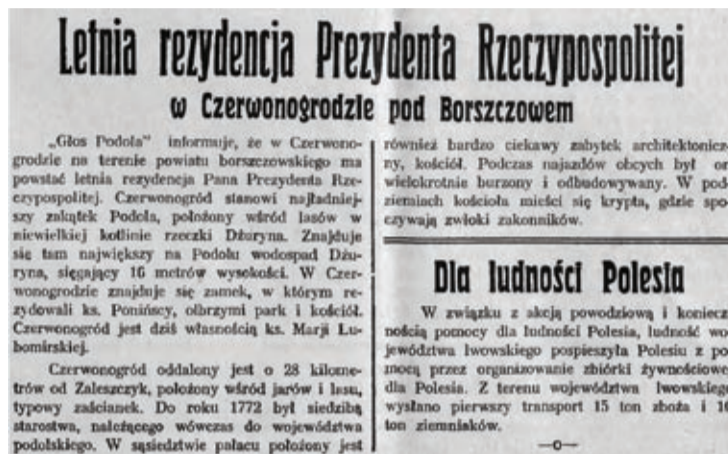 Letnia rezydencja Prezydenta Rzeczypospolitej
w Czerwonogrodzie pod Borszczowem
„Głos Podola" informuje, że w Czerwono-
grodzie na terenie powiatu borszczowskiego ma
powstać letnia rezydencja Pana Prezydenta Rze-
czypospolitej. Czerwonogród stanowi najładniej-
szy zakątek Podola, położony wśród lasów w
niewielkiej kotlinie rzeczki Dżuryna. Znajduje
się tam największy na Podolu wodospad Dżu-
ryna, sięgający 16 metrów wysokości. W Czer-
wonogrodzie znajduje się zamek, w którym re-
zydowali ks. Ponińscy, olbrzymi park i kościół.
Czerwonogród jest dziś własnością ks. Marji Lu-
bomirskiej.
Czerwonogród oddalony jest o 28 kilome-
trów od Zaleszczyk, położony wśród jarów i lasu,
typowy zaścianek. Do roku 1772 był siedzibą
starostwa, należącego wówczas do województwa
podolskiego. W sąsiedztwie pałacu położony jest
również bardzo ciekawy zabytek architektonicz-
ny, kościół. Podczas najazdów obcych był on
wielokrotnie burzony i odbudowywany. W pod-
ziemiach kościoła mieści się krypta, gdzie spo-
czywają zwłoki zakonników.
Dla ludności Polesia
W związku z akcją powodziową i koniecz-
nością pomocy dla ludności Polesia, ludność wo-
jewództwa lwowskiego pospieszyła Polesiu z po-
mocą przez organizowanie zbiórki żywnościowej
dla Polesia. Z terenu województwa lwowskiego
wysłano pierwszy transport 15 ton zboża i 16
ton ziemniaków.
—o—